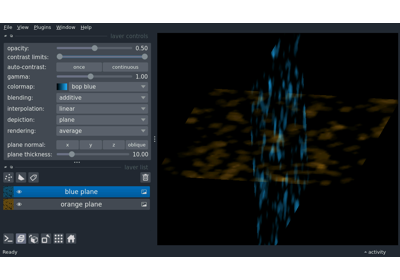 File View Plugins Window Help
layer controls
opacity: 0.50
contrast limits:
auto-contrast: once continuous
gamma: 1.00
colormap: bop blue
blending: additive
interpolation: linear
depiction: plane
rendering: average
plane normal: x y z oblique
plane thickness: 10.00
layer list
blue plane
orange plane
Ready activity